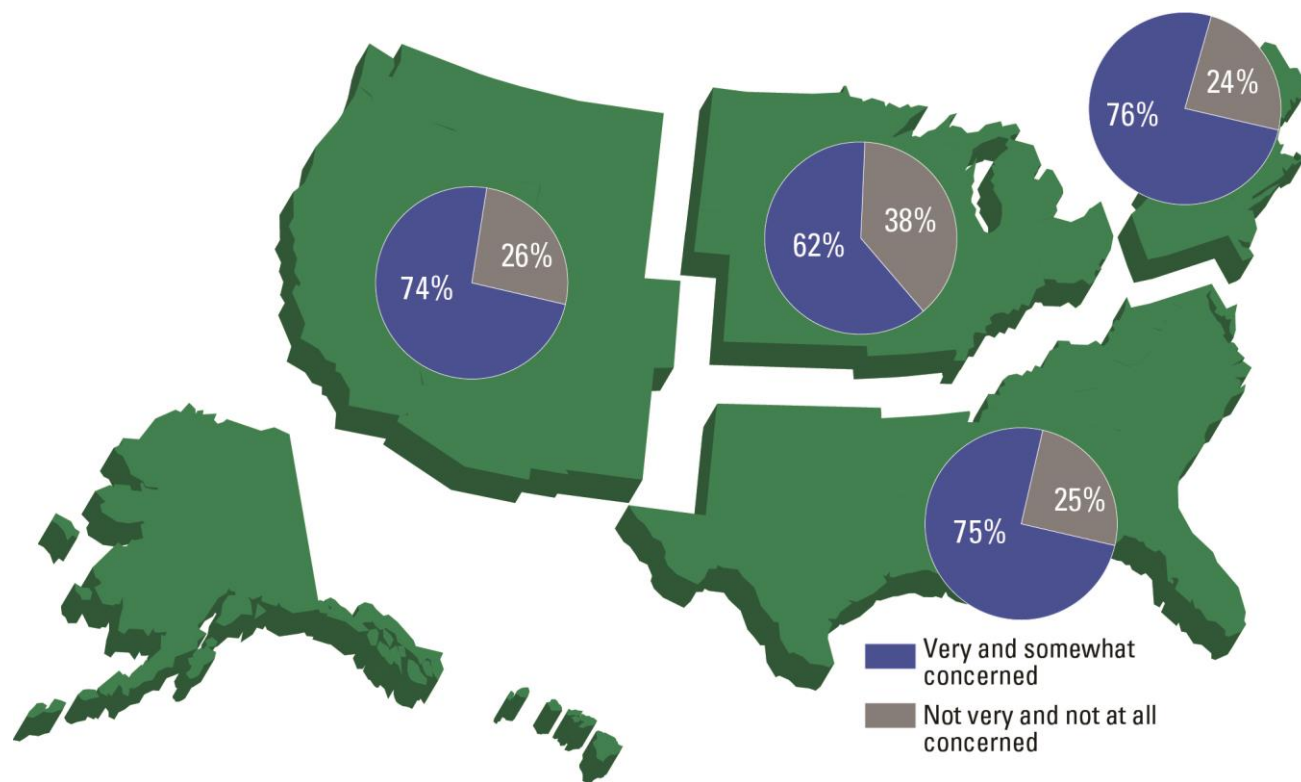 76%
24%
62%
38%
74%
26%
75%
25%
Very and somewhat
concerned
Not very and not at all
concerned